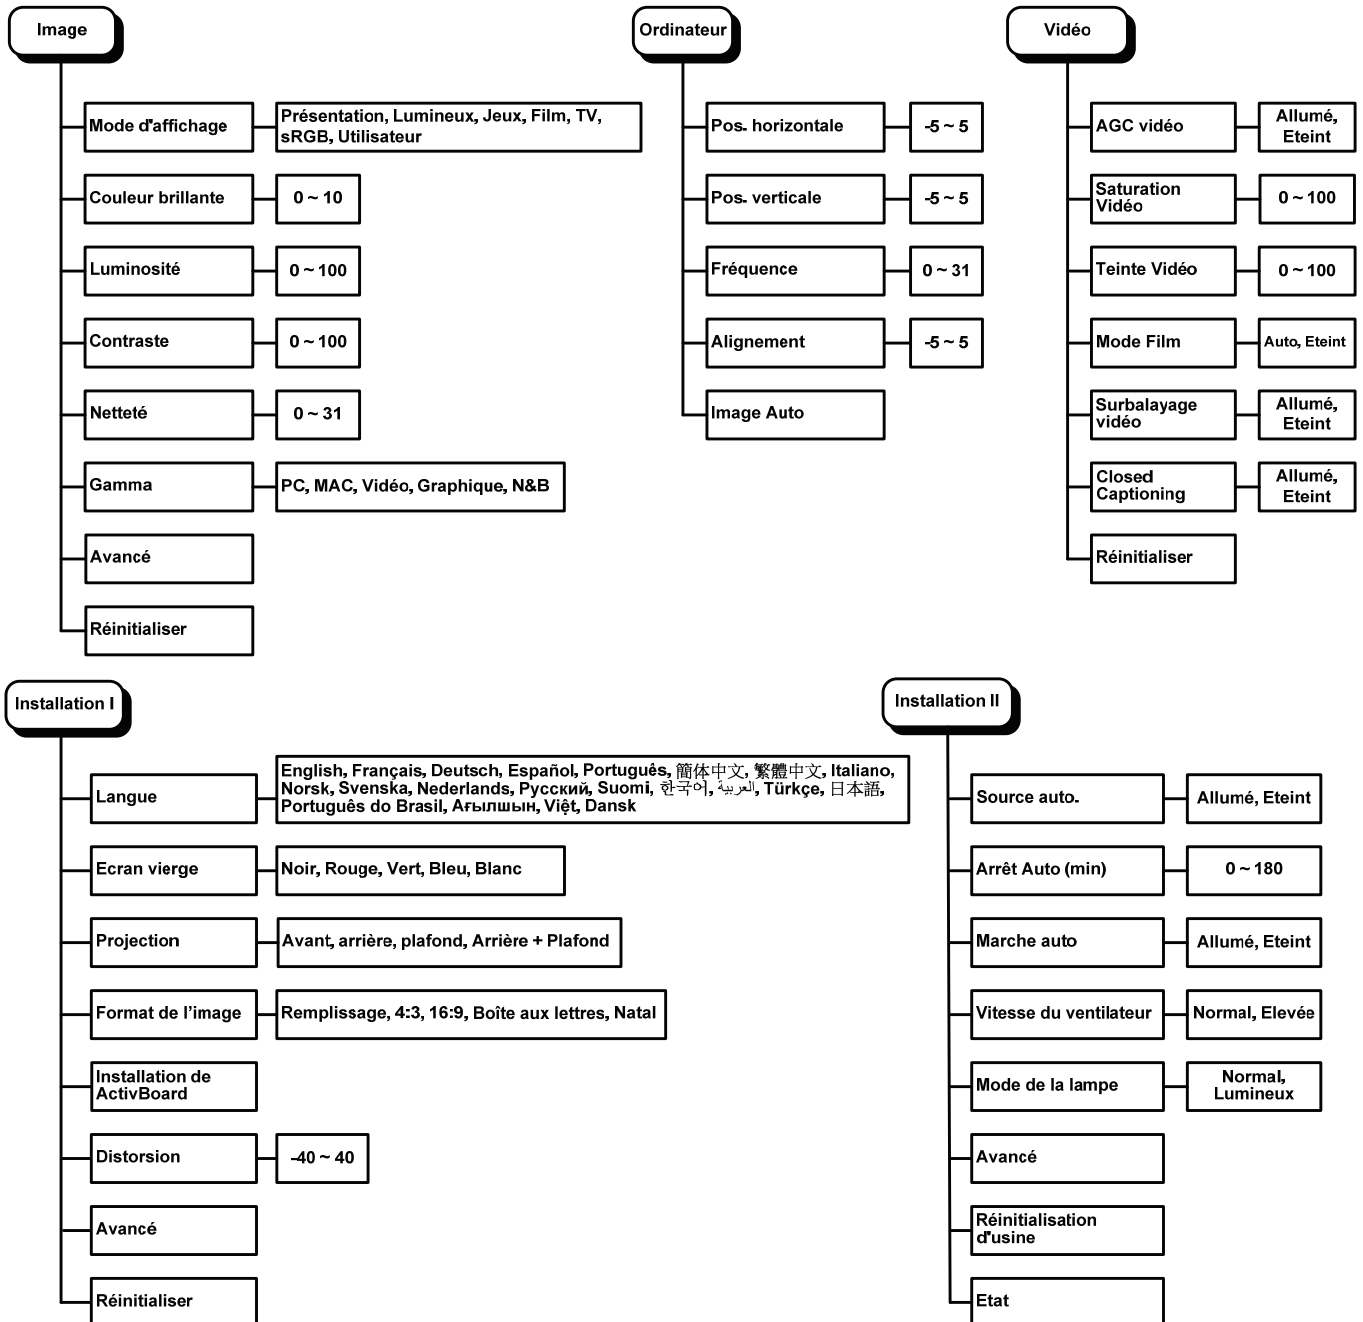 Image
Mode d'affichage
Présentation, Lumineux, Jeux, Film, TV,
sRGB, Utilisateur
Couleur brillante
0 ~ 10
Luminosité
0 ~ 100
Contraste
0 ~ 100
Netteté
0 ~ 31
Gamma
PC, MAC, Vidéo, Graphique, N&B
Avancé
Réinitialiser
Ordinateur
Pos. horizontale
-5 ~ 5
Pos. verticale
-5 ~ 5
Fréquence
0 ~ 31
Alignement
-5 ~ 5
Image Auto
Vidéo
AGC vidéo
Allumé,
Eteint
Saturation
Vidéo
0 ~ 100
Teinte Vidéo
0 ~ 100
Mode Film
Auto, Eteint
Surbalayage
vidéo
Allumé,
Eteint
Closed
Captioning
Allumé,
Eteint
Réinitialiser
Installation I
Langue
English, Français, Deutsch, Español, Português, 簡体中文, 繁體中文, Italiano,
Norsk, Svenska, Nederlands, Русский, Suomi, 한국어, العربية, Türkçe, 日本語,
Português do Brasil, Ағылшын, Việt, Dansk
Ecran vierge
Noir, Rouge, Vert, Bleu, Blanc
Projection
Avant, arrière, plafond, Arrière + Plafond
Format de l'image
Remplissage, 4:3, 16:9, Boîte aux lettres, Natal
Installation de
ActivBoard
Distorsion
-40 ~ 40
Avancé
Réinitialiser
Installation II
Source auto.
Allumé, Eteint
Arrêt Auto (min)
0 ~ 180
Marche auto
Allumé, Eteint
Vitesse du ventilateur
Normal, Elevée
Mode de la lampe
Normal,
Lumineux
Avancé
Réinitialisation
d'usine
Etat